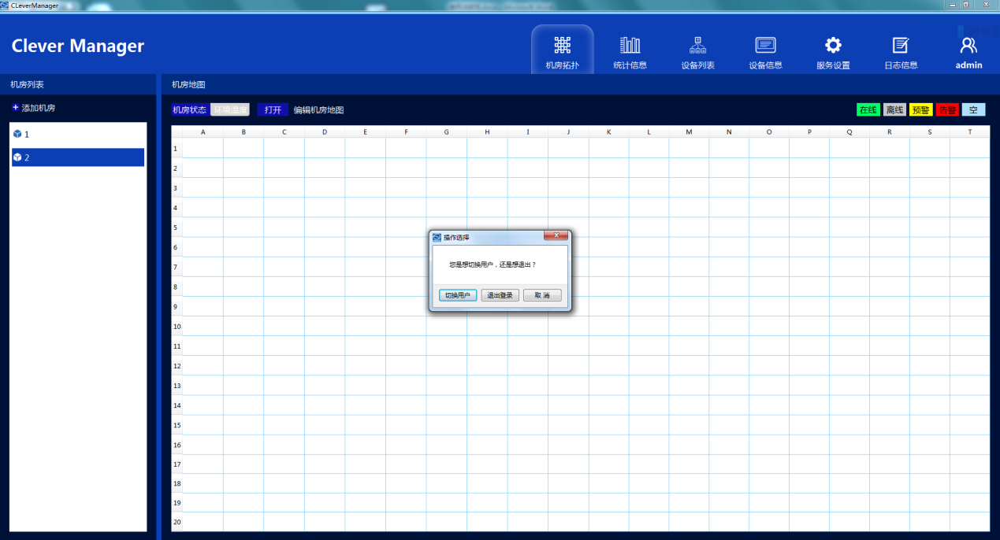 CLeverManager
Clever Manager
机房拓扑 统计信息 设备列表 设备信息 服务设置 日志信息 admin
机房列表 机房地图
+ 添加机房
机房状态 环境温度 打开 编辑机房地图 在线 离线 预警 告警 空
1
2
A B C D E F G H I J K L M N O P Q R S T
1
2
3
4
5
6
7
8
9
10
11
12
13
14
15
16
17
18
19
20
操作选择
您是想切换用户，还是想退出？
切换用户 退出登录 取 消